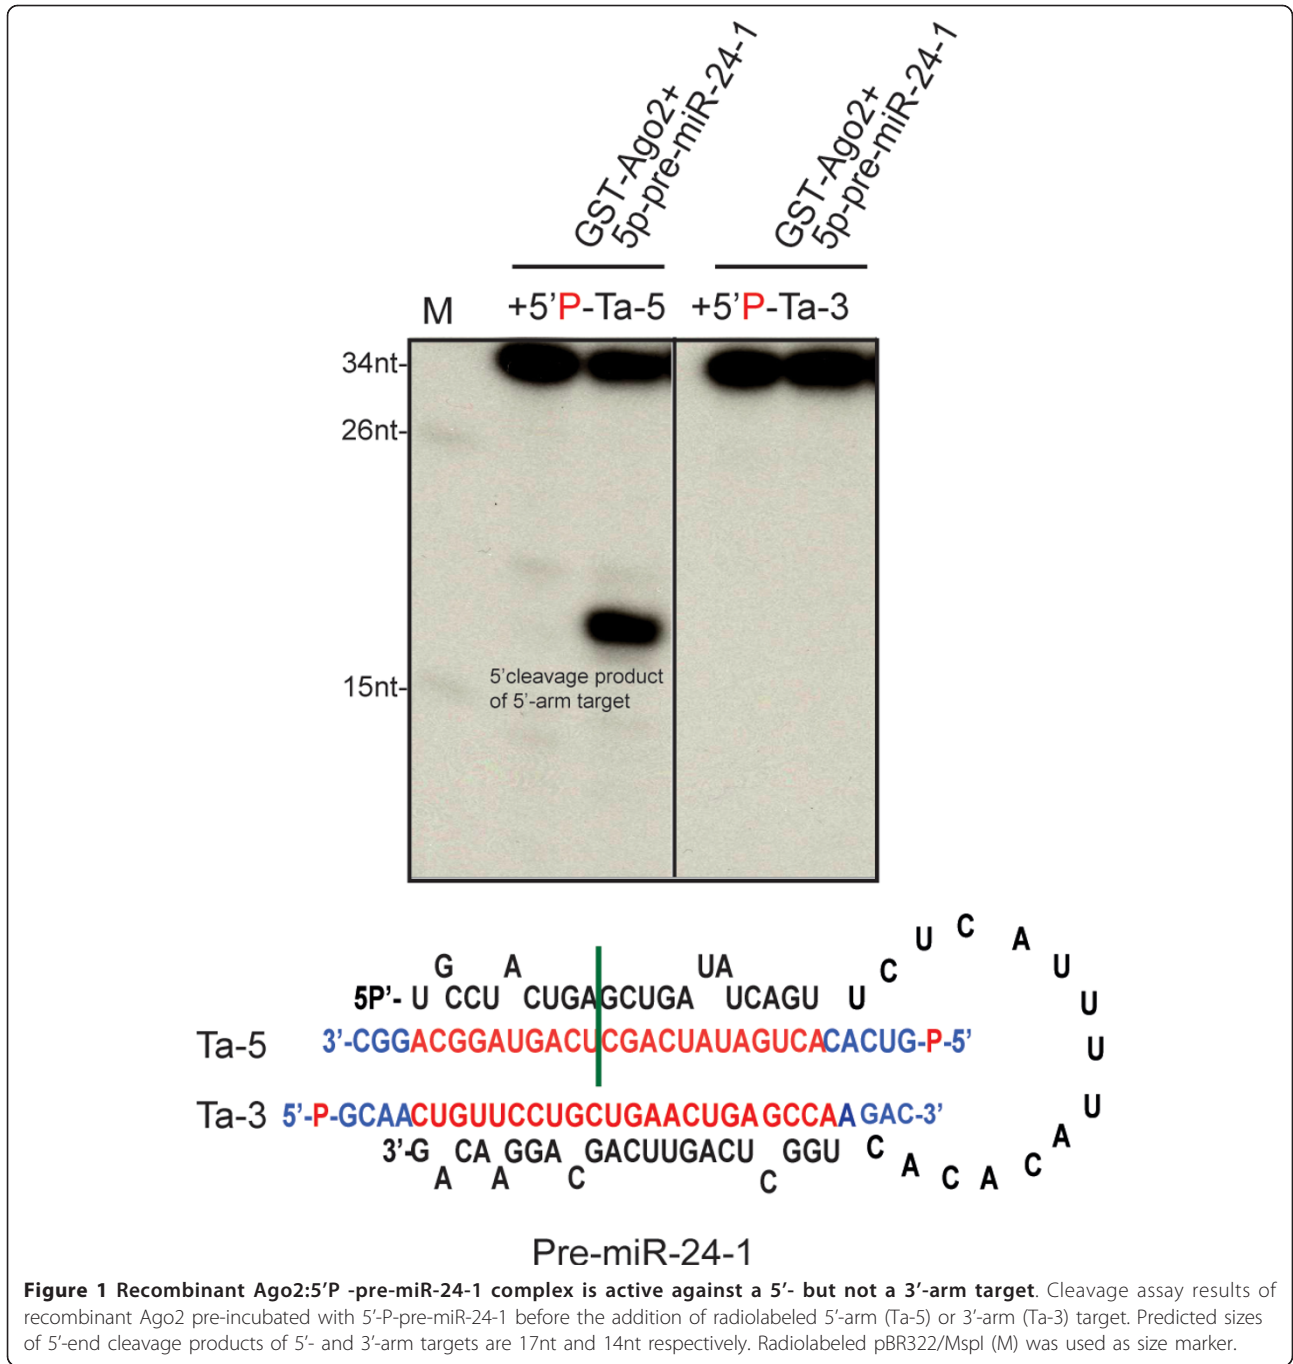 GST-Ago2+
5p-pre-miR-24-1
GST-Ago2+
5p-pre-miR-24-1
M +5’P-Ta-5 +5’P-Ta-3
34nt-
26nt-
5’cleavage product
of 5’-arm target
15nt-
U C A
G A UA C U
5P’- U CCU CUGAGCUGA UCAGU U U
Ta-5 3’-CGGACGGAUGACUCGACUAUAGUCACACUG-P-5’ U
Ta-3 5’-P-GCAACUGUUCCUGCUGAACUGAGCCAAGAC-3’ U
3’-G CA GGA GACUUGACU GGU C A
A A C C A C A C
Pre-miR-24-1
Figure 1 Recombinant Ago2:5’P -pre-miR-24-1 complex is active against a 5’- but not a 3’-arm target. Cleavage assay results of
recombinant Ago2 pre-incubated with 5’-P-pre-miR-24-1 before the addition of radiolabeled 5’-arm (Ta-5) or 3’-arm (Ta-3) target. Predicted sizes
of 5’-end cleavage products of 5’- and 3’-arm targets are 17nt and 14nt respectively. Radiolabeled pBR322/MspI (M) was used as size marker.